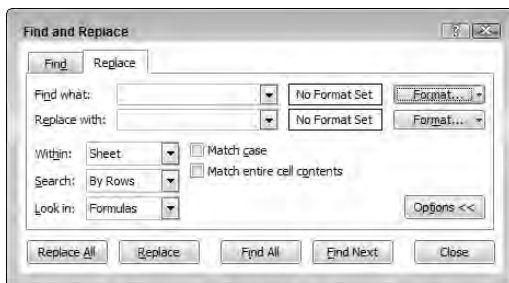 Find and Replace
Find Replace
Find what: No Format Set Format...
Replace with: No Format Set Format...
Within: Sheet Match case
Search: By Rows Match entire cell contents
Look in: Formulas Options <<
Replace All Replace Find All Find Next Close